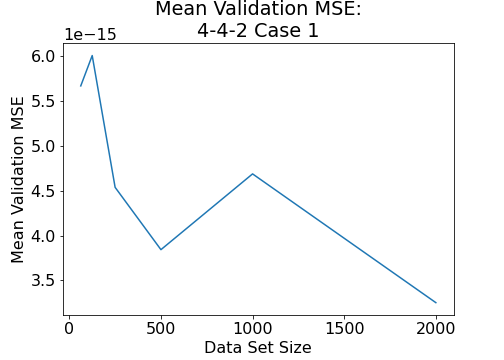 Mean Validation MSE:
4-4-2 Case 1
1e−15
6.0
5.5
5.0
4.5
4.0
3.5
Mean Validation MSE
0 500 1000 1500 2000
Data Set Size